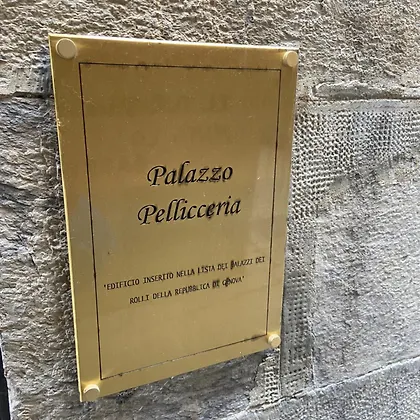 Palazzo
Pellicceria
"EDIFICIO INSERITO NELLA LISTA DEI PALAZZI DEI
ROLLI DELLA REPUBBLICA DI GENOVA"